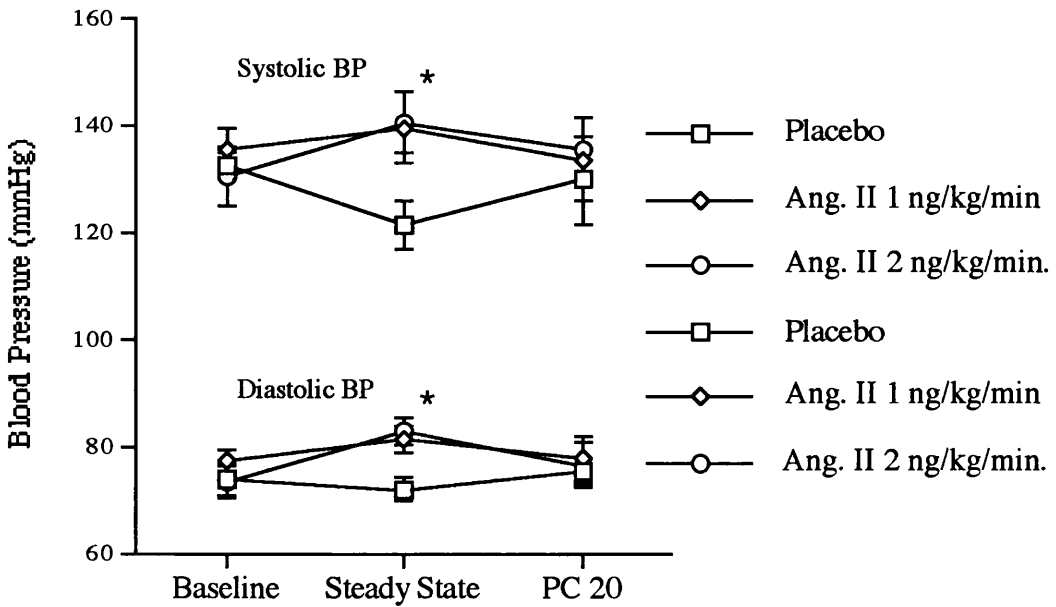 160
Systolic BP
*
140
Placebo
Ang. II 1 ng/kg/min
120
Ang. II 2 ng/kg/min.
Blood Pressure (mmHg)
100
Placebo
Diastolic BP
*
Ang. II 1 ng/kg/min
80
Ang. II 2 ng/kg/min.
60
Baseline Steady State PC 20